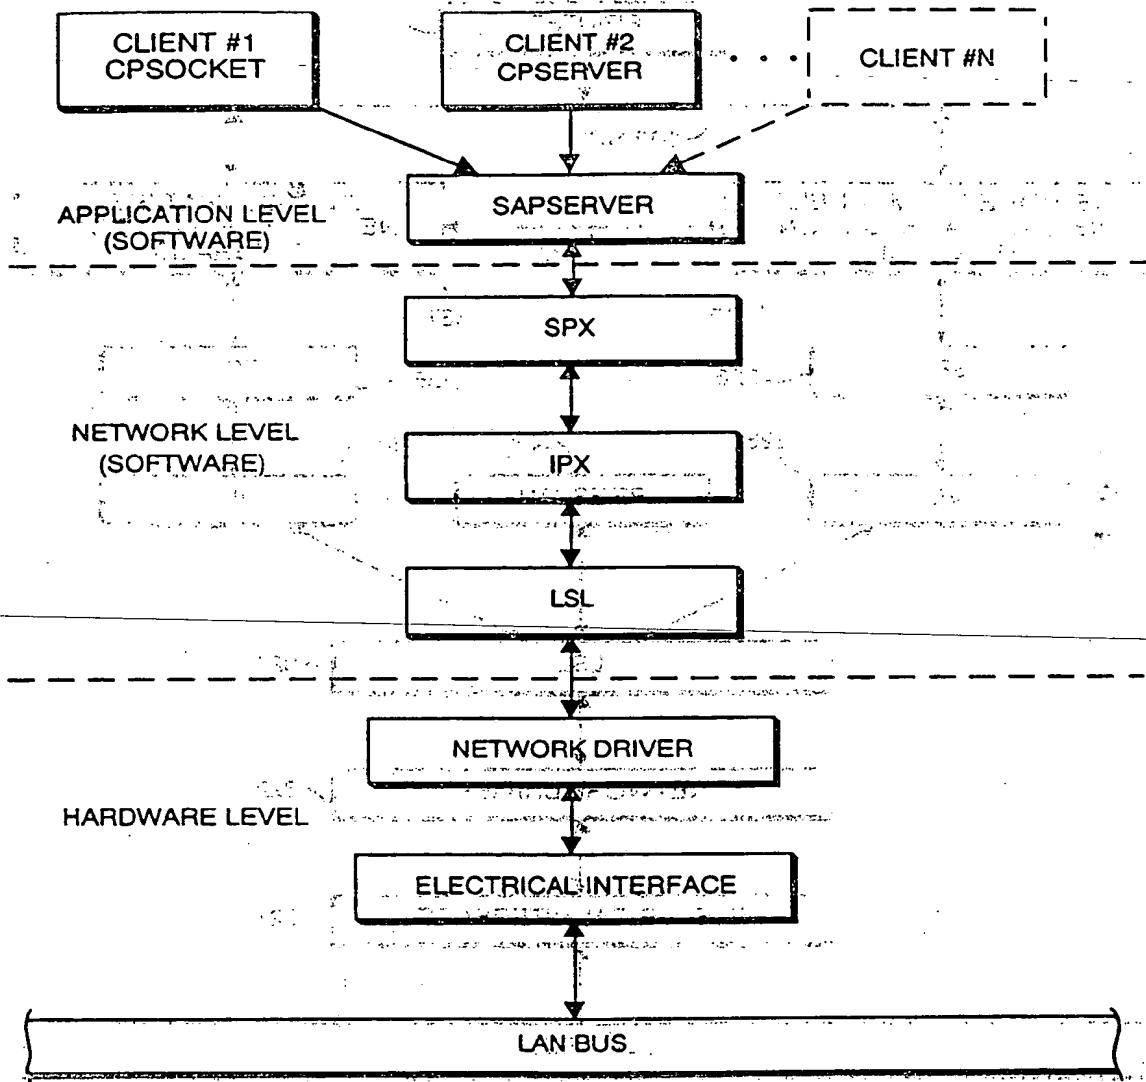 CLIENT #1
CPSOCKET
CLIENT #2
CPSERVER
CLIENT #N
SAPSERVER
APPLICATION LEVEL
(SOFTWARE)
SPX
NETWORK LEVEL
(SOFTWARE)
IPX
LSL
NETWORK DRIVER
HARDWARE LEVEL
ELECTRICAL INTERFACE
LAN BUS